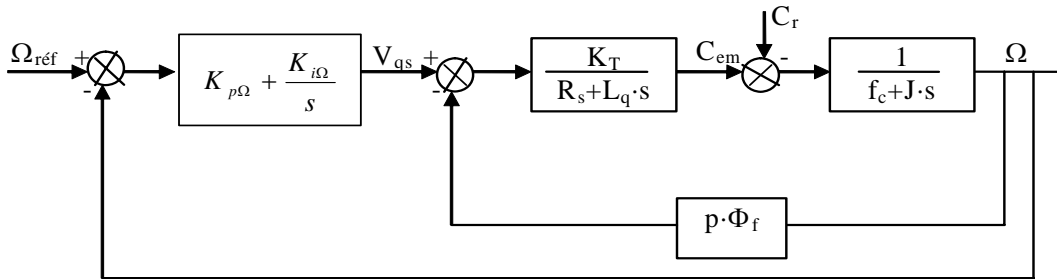 C_r
Ω_réf + - K_pΩ + K_iΩ / s V_qs + - K_T / R_s+L_q·s C_em - 1 / f_c+J·s Ω
p·Φ_f